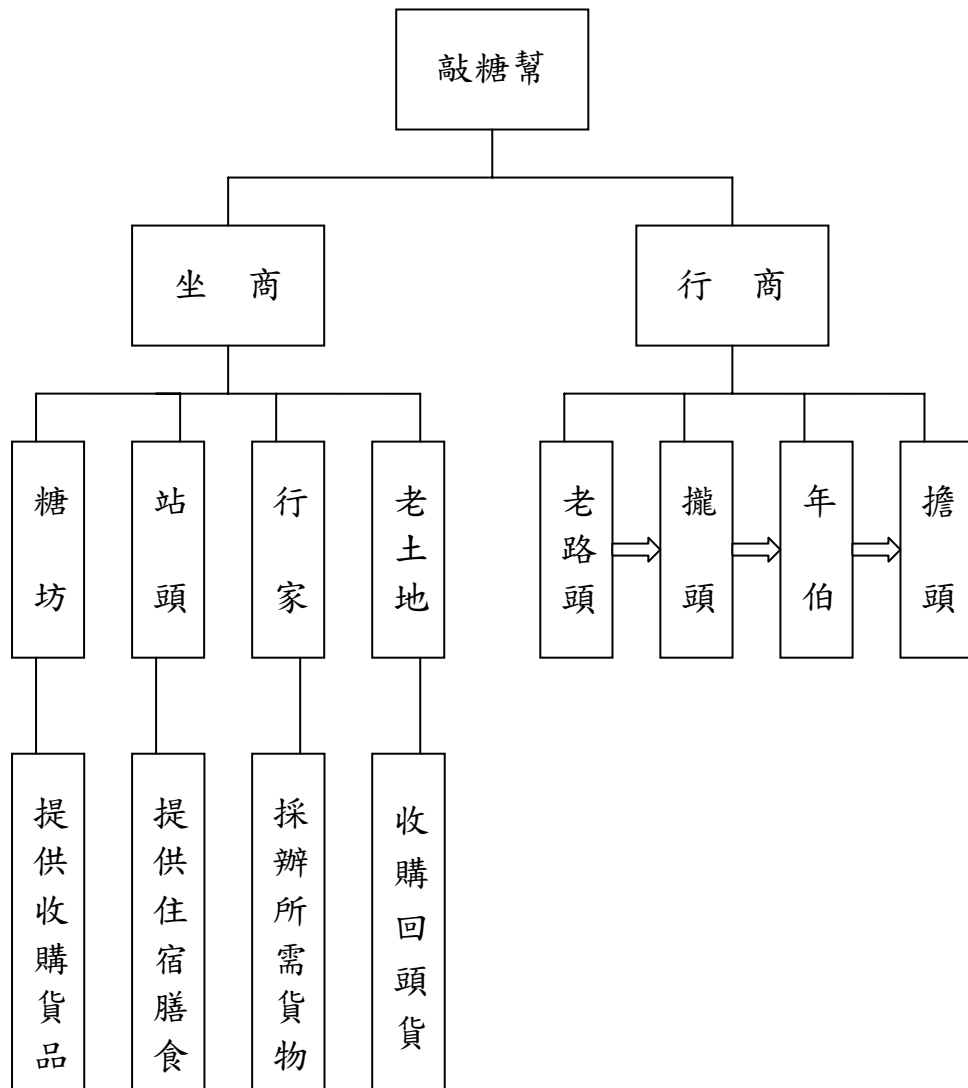 敲糖幫
坐　商
行　商
糖坊
站頭
行家
老土地
老路頭
攏頭
年伯
擔頭
提供收購貨品
提供住宿膳食
採辦所需貨物
收購回頭貨